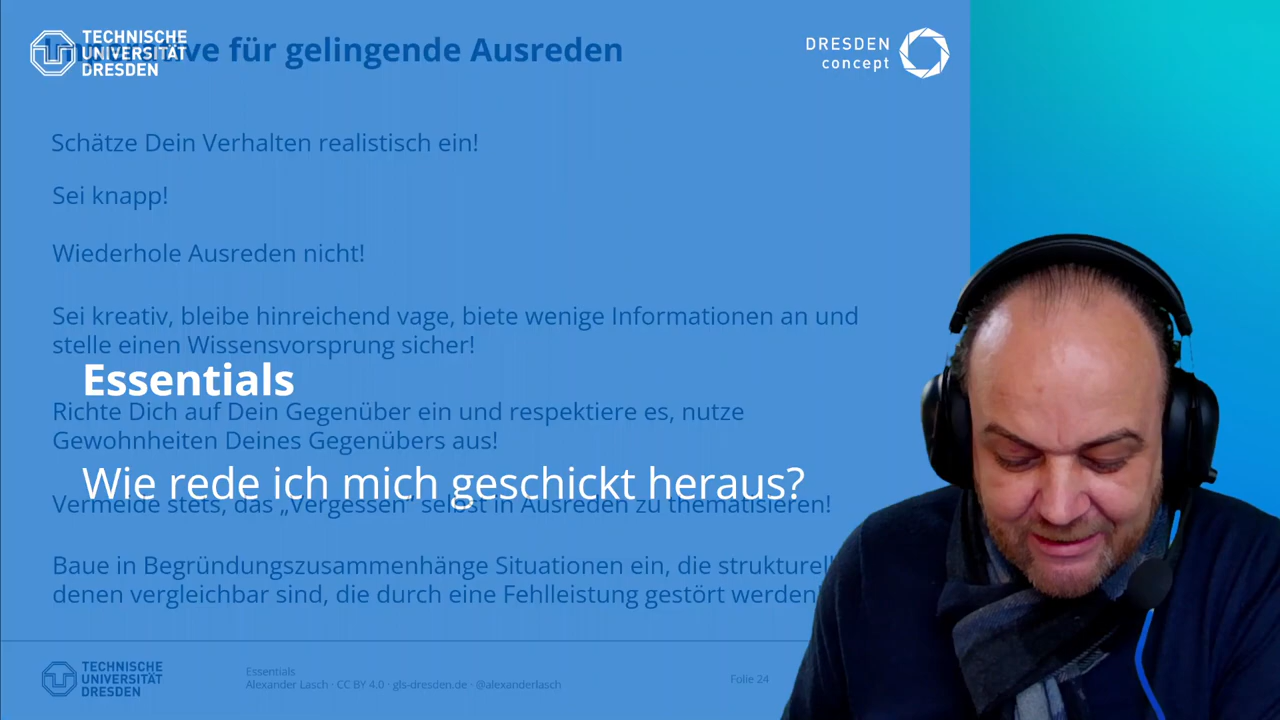 TECHNISCHE
UNIVERSITÄT
DRESDEN
für gelingende Ausreden
DRESDEN
concept
Schätze Dein Verhalten realistisch ein!
Sei knapp!
Wiederhole Ausreden nicht!
Sei kreativ, bleibe hinreichend vage, biete wenige Informationen an und
stelle einen Wissensvorsprung sicher!
Essentials
Richte Dich auf Dein Gegenüber ein und respektiere es, nutze
Gewohnheiten Deines Gegenübers aus!
Wie rede ich mich geschickt heraus?
Vermeide stets, das „Vergessen“ selbst in Ausreden zu thematisieren!
Baue in Begründungszusammenhänge Situationen ein, die strukturell
denen vergleichbar sind, die durch eine Fehlleistung gestört werden!
TECHNISCHE
UNIVERSITÄT
DRESDEN
Essentials
Alexander Lasch · CC BY 4.0 · gls-dresden.de · @alexanderlasch
Folie 24